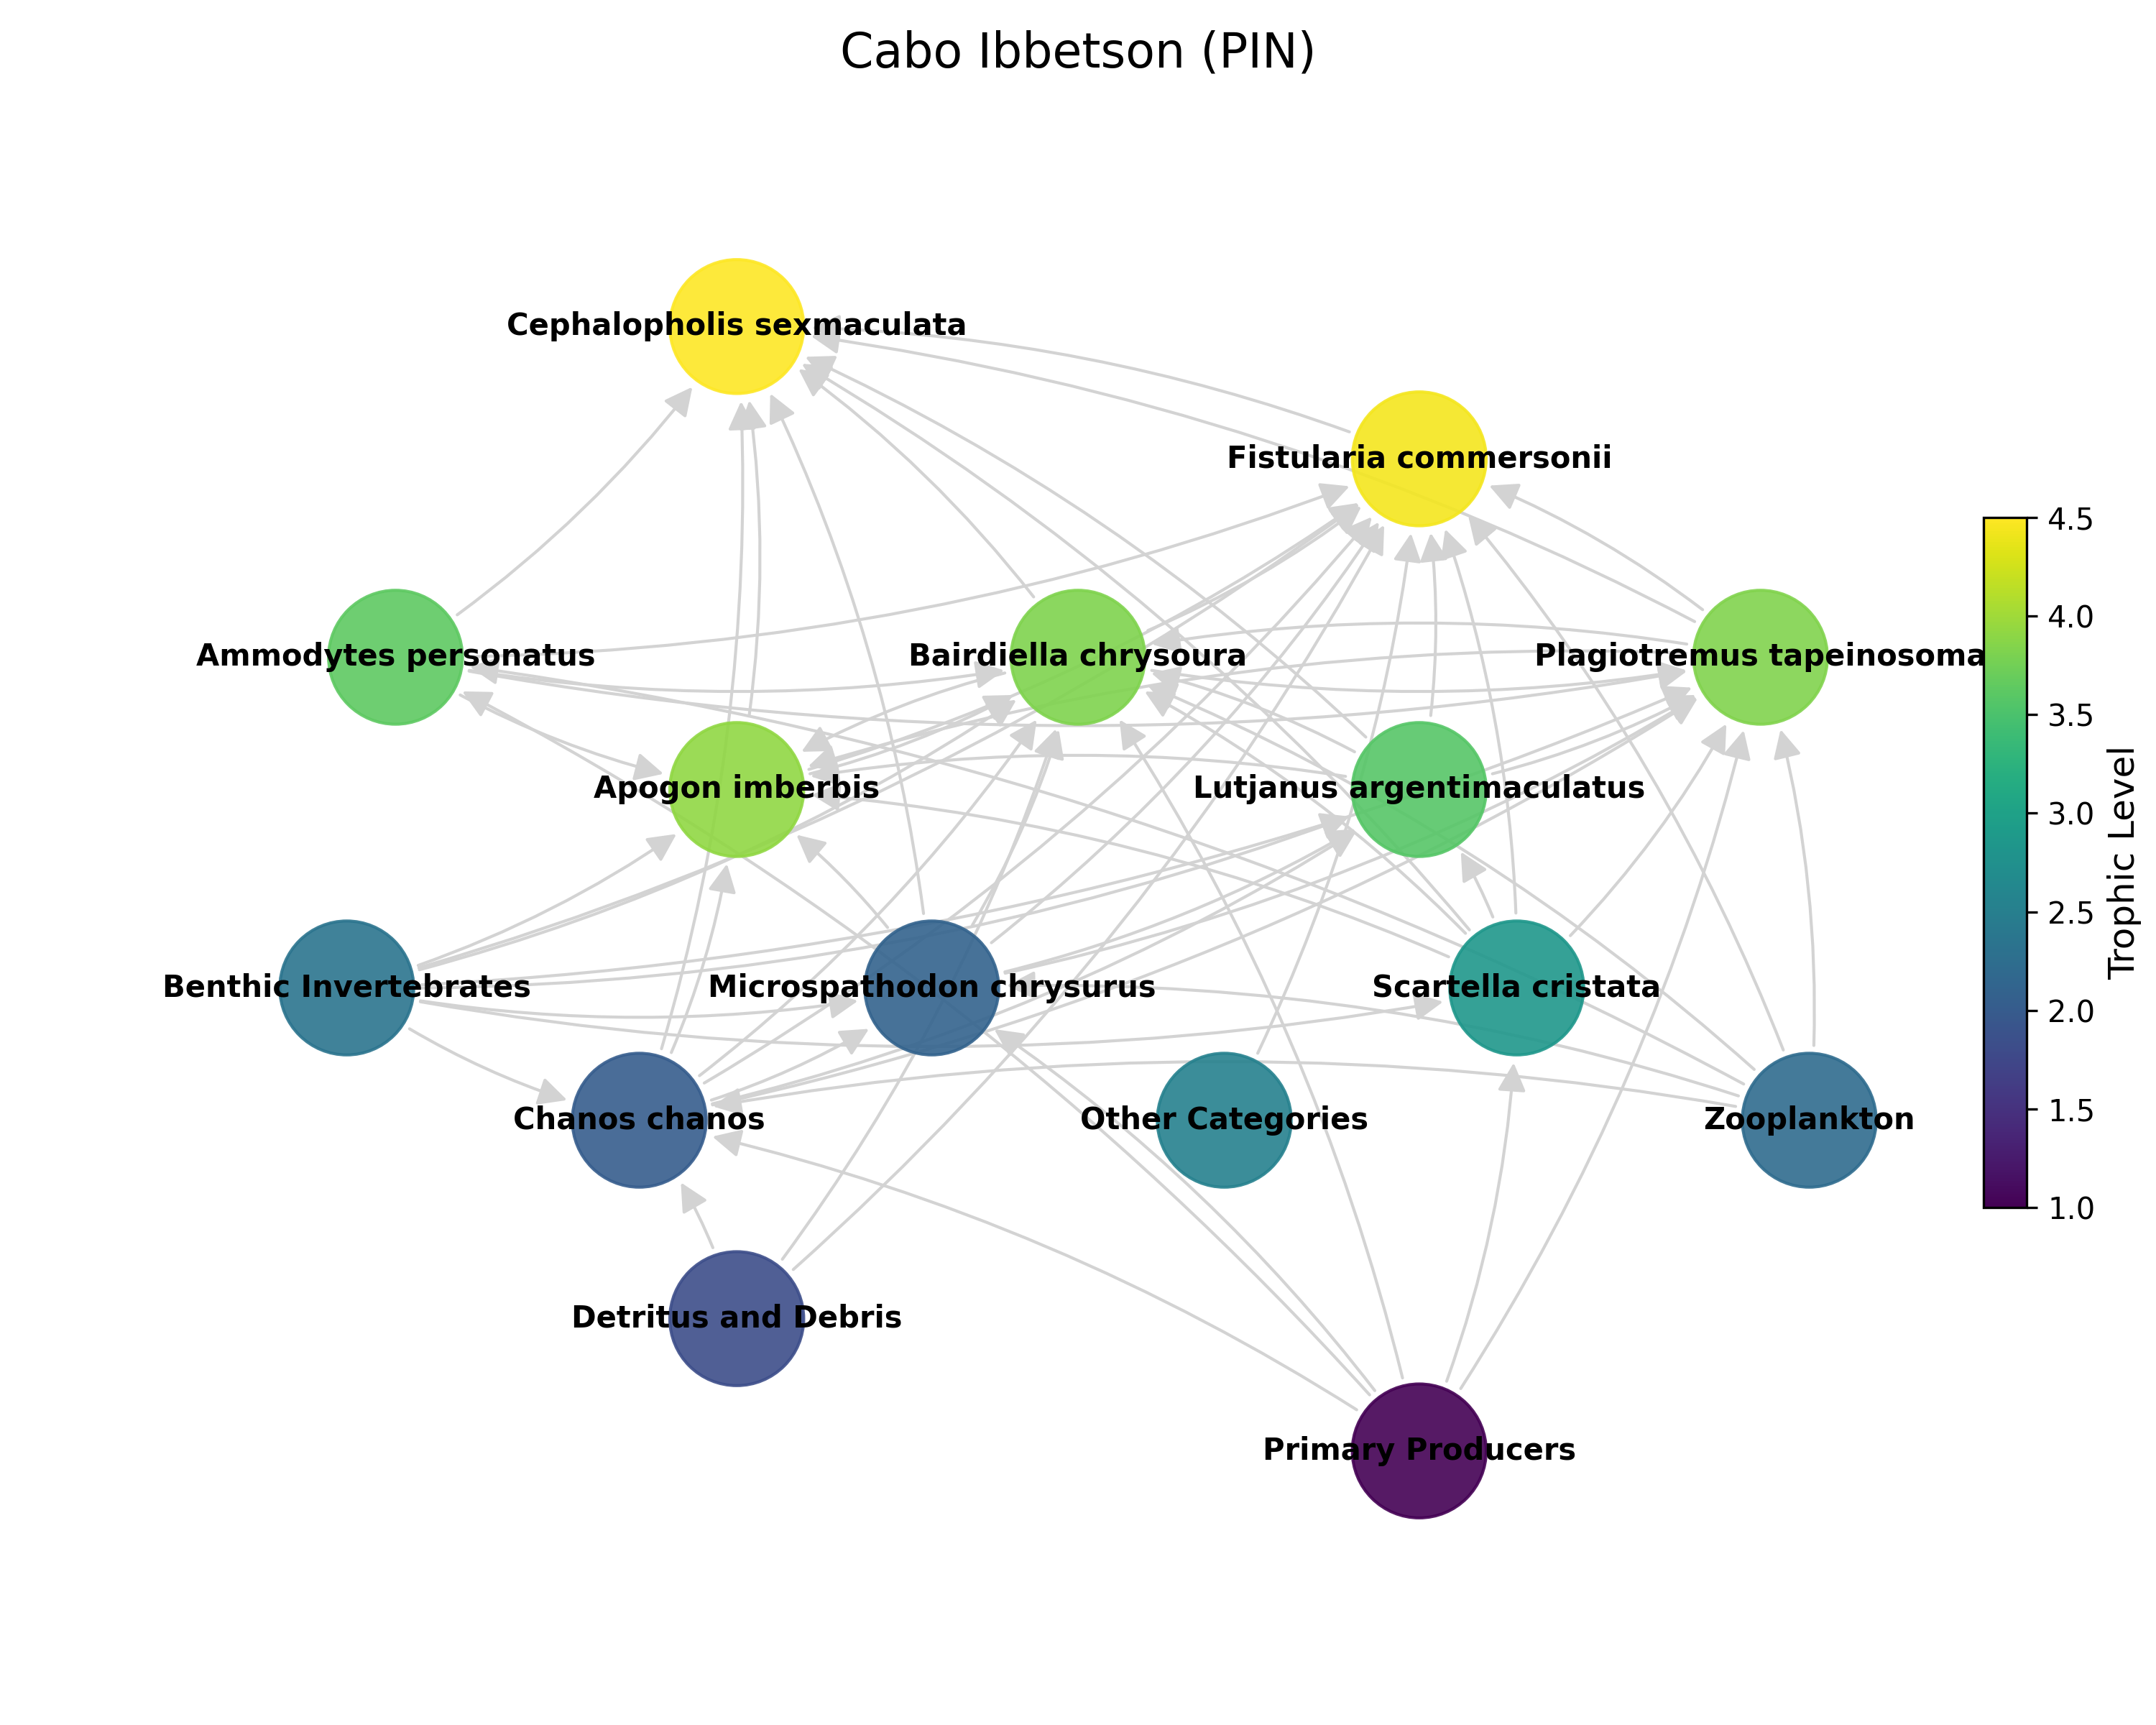 Cabo Ibbetson (PIN)
Cephalopholis sexmaculata
Fistularia commersonii
4.5
4.0
3.5
3.0
2.5
2.0
1.5
1.0
Trophic Level
Ammodytes personatus
Bairdiella chrysoura
Plagiotremus tapeinosoma
Apogon imberbis
Lutjanus argentimaculatus
Benthic Invertebrates
Microspathodon chrysurus
Scartella cristata
Chanos chanos
Other Categories
Zooplankton
Detritus and Debris
Primary Producers